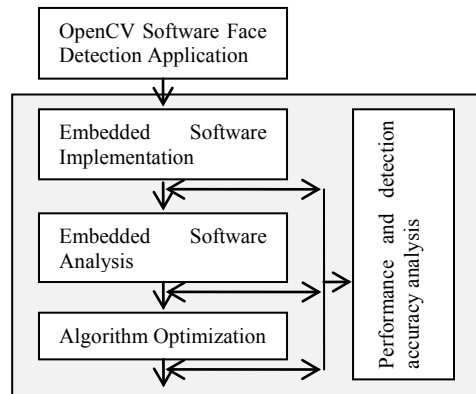 OpenCV Software Face
Detection Application
Embedded Software
Implementation
Embedded Software
Analysis
Algorithm Optimization
Performance and detection
accuracy analysis